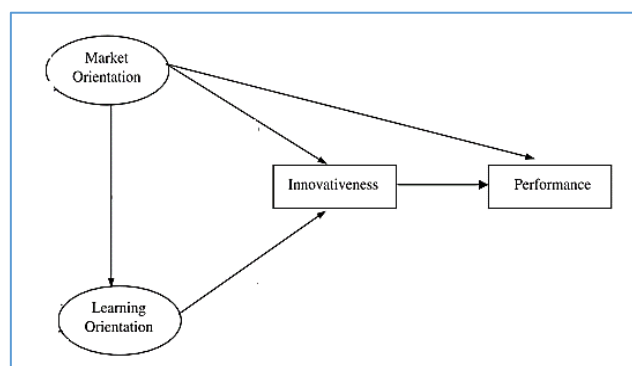 Market
Orientation
Innovativeness
Performance
Learning
Orientation